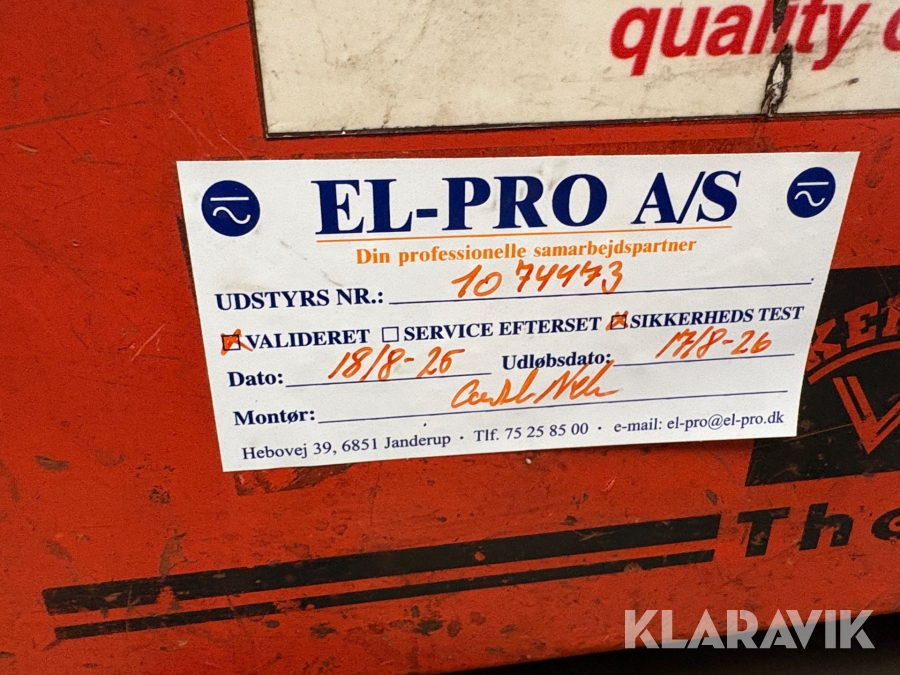 quality
EL-PRO A/S
Din professionelle samarbejdspartner
UDSTYRS NR.: 1074473
VALIDERET SERVICE EFTERSET SIKKERHEDS TEST
Dato: 18/8-25 Udløbsdato: 17/8-26
Montør:
Hebovej 39, 6851 Janderup · Tlf. 75 25 85 00 · e-mail: el-pro@el-pro.dk
KLARAVIK